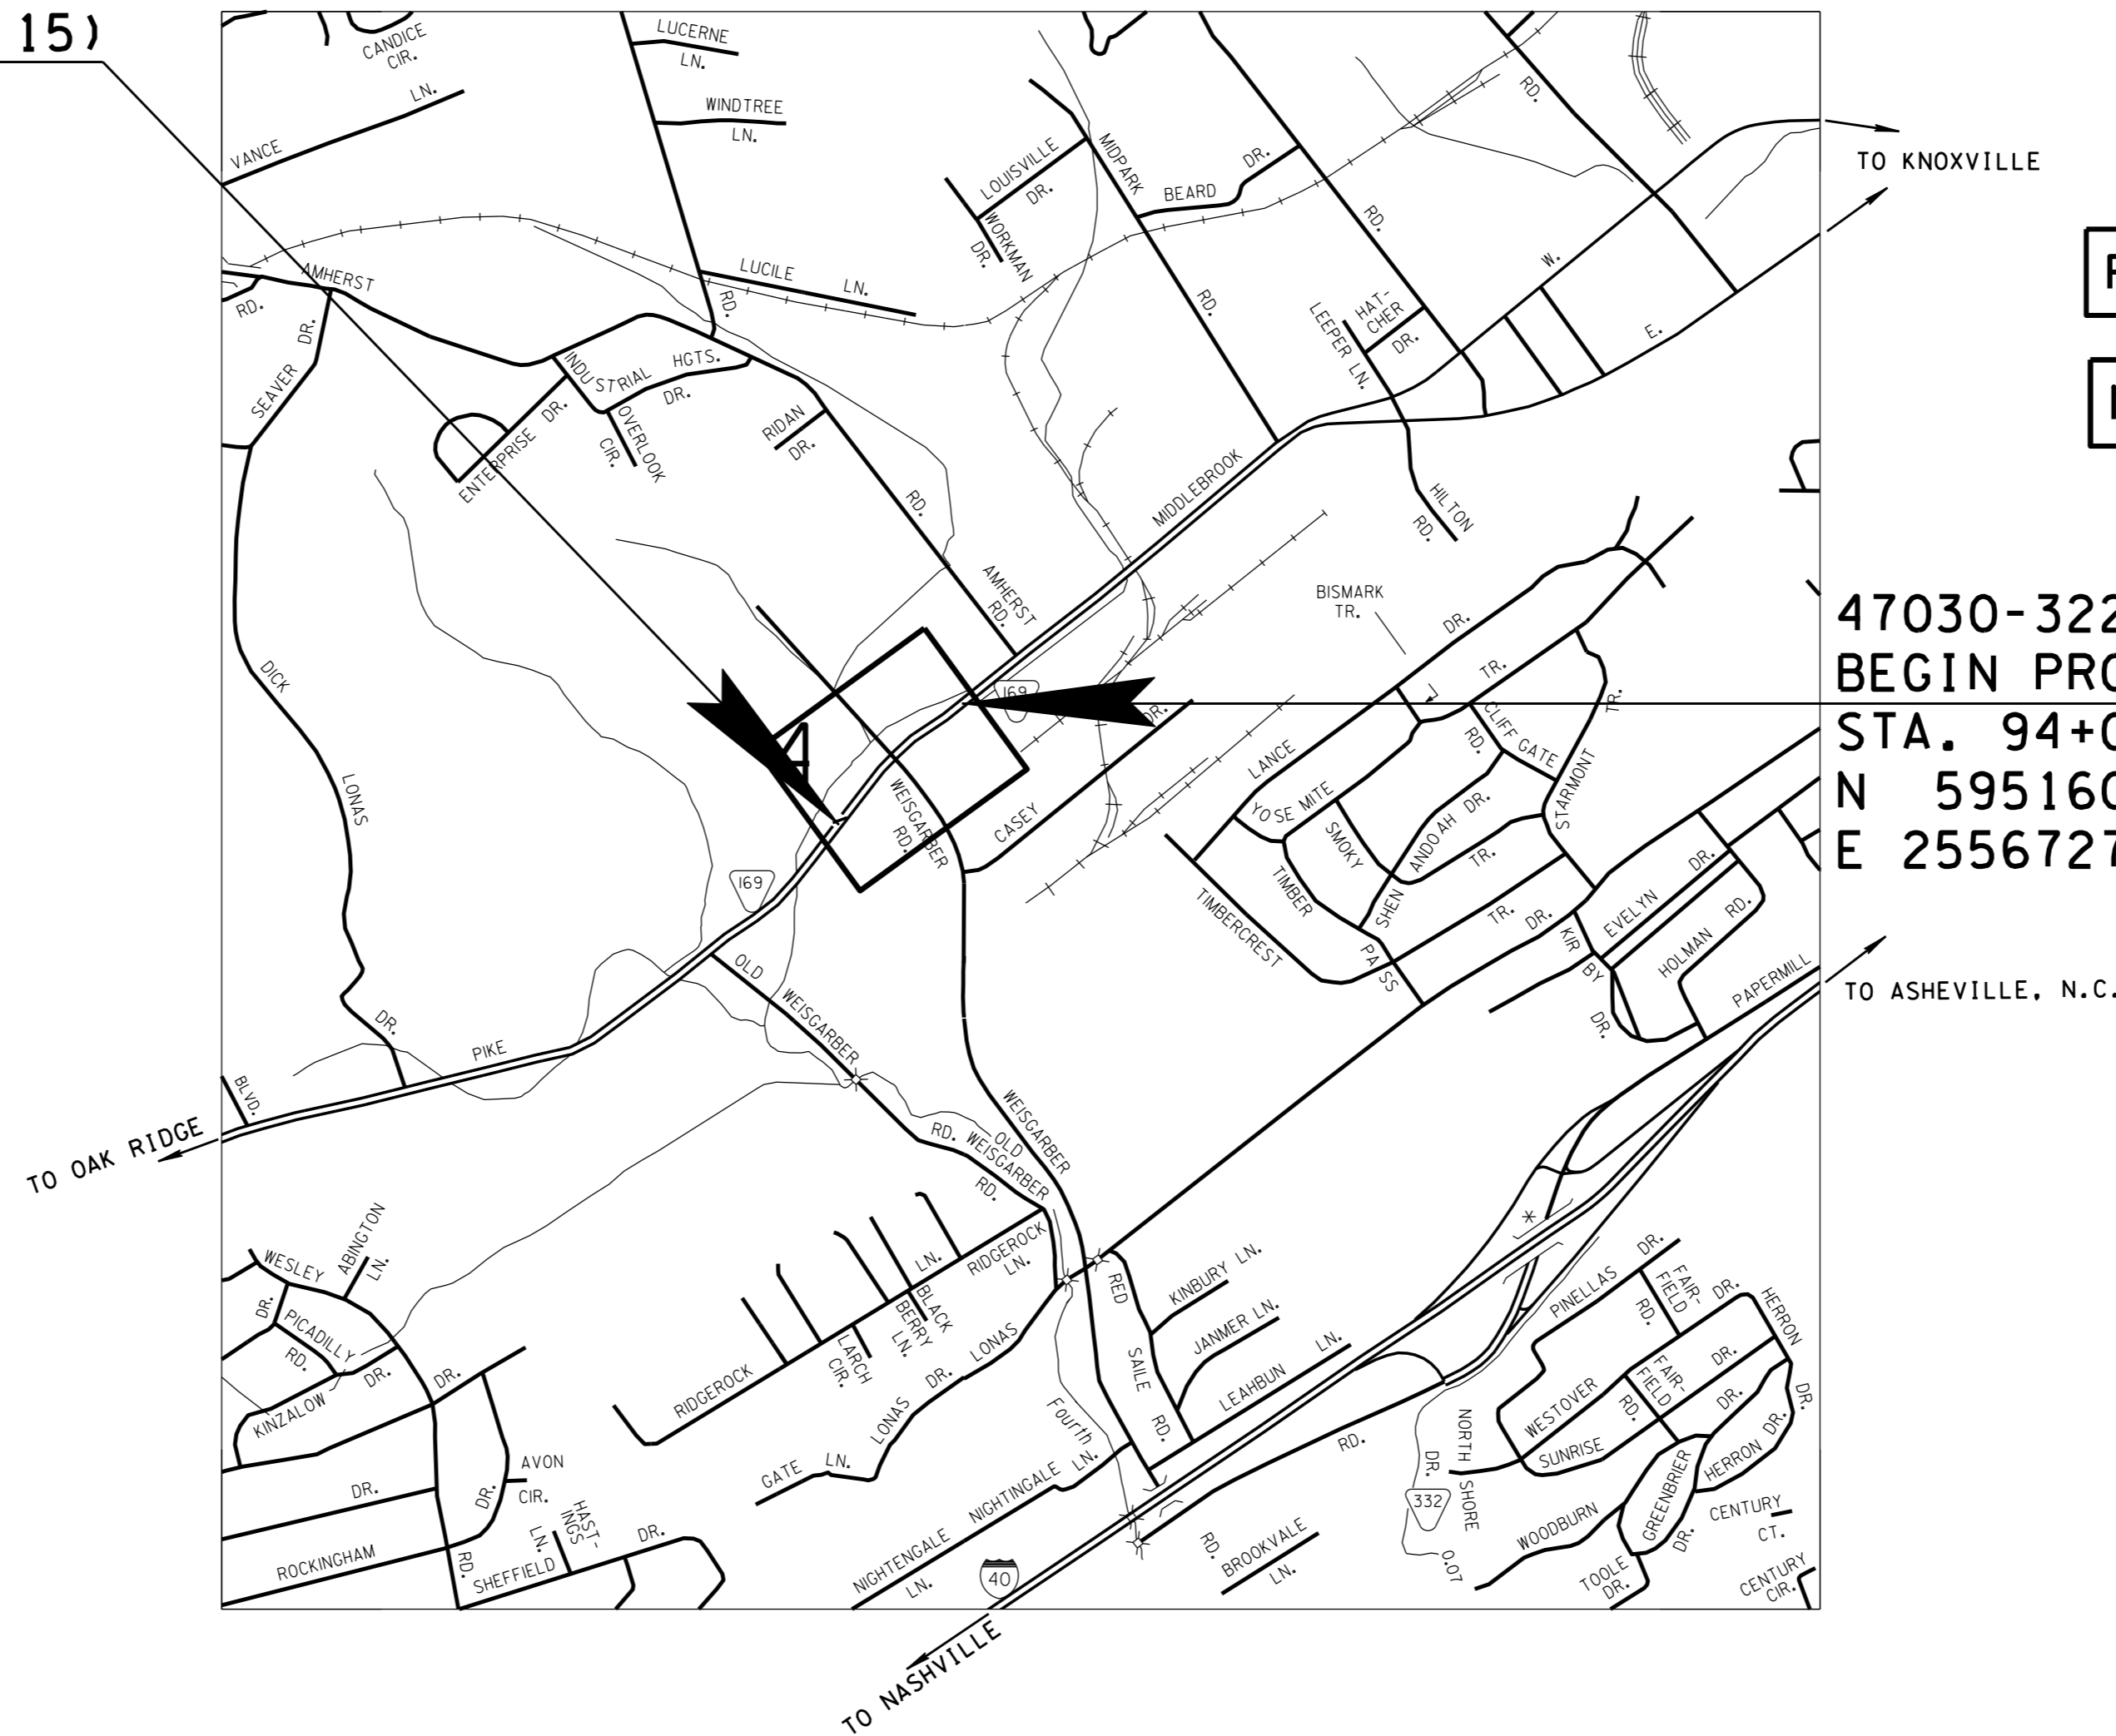 15)
CANDICE
CIR.
LUCERNE
LN.
VANCE
LN.
WINDTREE
LN.
LOUISVILLE
DR.
MIDPARK
BEARD
DR.
RD.
RD.
TO KNOXVILLE
WORKMAN
DR.
AMHERST
RD.
LUCILE
LN.
RD.
RD.
W.
E.
LEEPER LN.
HAT-
CHER
DR.
SEAVER
DR.
INDUSTRIAL
HGTS.
DR.
ENTERPRISE
DR.
OVERLOOK
CIR.
RIDAN
DR.
RD.
MIDDLEBROOK
HILTON
RD.
AMHERST
RD.
BISMARK
TR.
DR.
TR.
TR.
47030-322
BEGIN PRO
STA. 94+0
N 595160
E 2556727
DICK
LONAS
DR.
169
DR.
4
WEISGARBER
RD.
CASEY
169
LANCE
YOSE MITE
SMOKY
TIMBER
PA SS
CLIFF GATE
RD.
STARMONT
SHEN ANDOAH DR.
TR.
TIMBERCREST
TR.
DR.
KIR BY
DR.
EVELYN
DR.
HOLMAN
RD.
PAPERMILL
TO ASHEVILLE, N.C.
OLD
WEISGARBER
RD.
PIKE
BLVD.
TO OAK RIDGE
WEISGARBER
OLD
WEISGARBER
RD.
WESLEY
ABINGTON
LN.
DR.
PICADILLY
RD.
KINZALOW
DR.
DR.
RIDGEROCK
LN.
RIDGEROCK
LN.
BLACK
BERRY
LN.
LARCH
CIR.
LONAS
DR.
LONAS
GATE
LN.
RED
SAILE
RD.
KINBURY LN.
JANMER LN.
LEAHBUN
LN.
Fourth
NIGHTINGALE
LN.
NIGHTENGALE
LN.
RD.
RD.
BROOKVALE
LN.
40
TO NASHVILLE
AVON
CIR.
DR.
DR.
HAST-
INGS
LN.
ROCKINGHAM
RD.
SHEFFIELD
DR.
*
PINELLAS
DR.
FAIR-
FIELD
RD.
DR.
HERRON
DR.
WESTOVER
FAIR-
FIELD
RD.
DR.
SUNRISE
DR.
HERRON
DR.
NORTH
SHORE
DR.
332
0.07
GREENBRIER
DR.
WOODBURN
TOOLE
DR.
CENTURY
CT.
CENTURY
CIR.